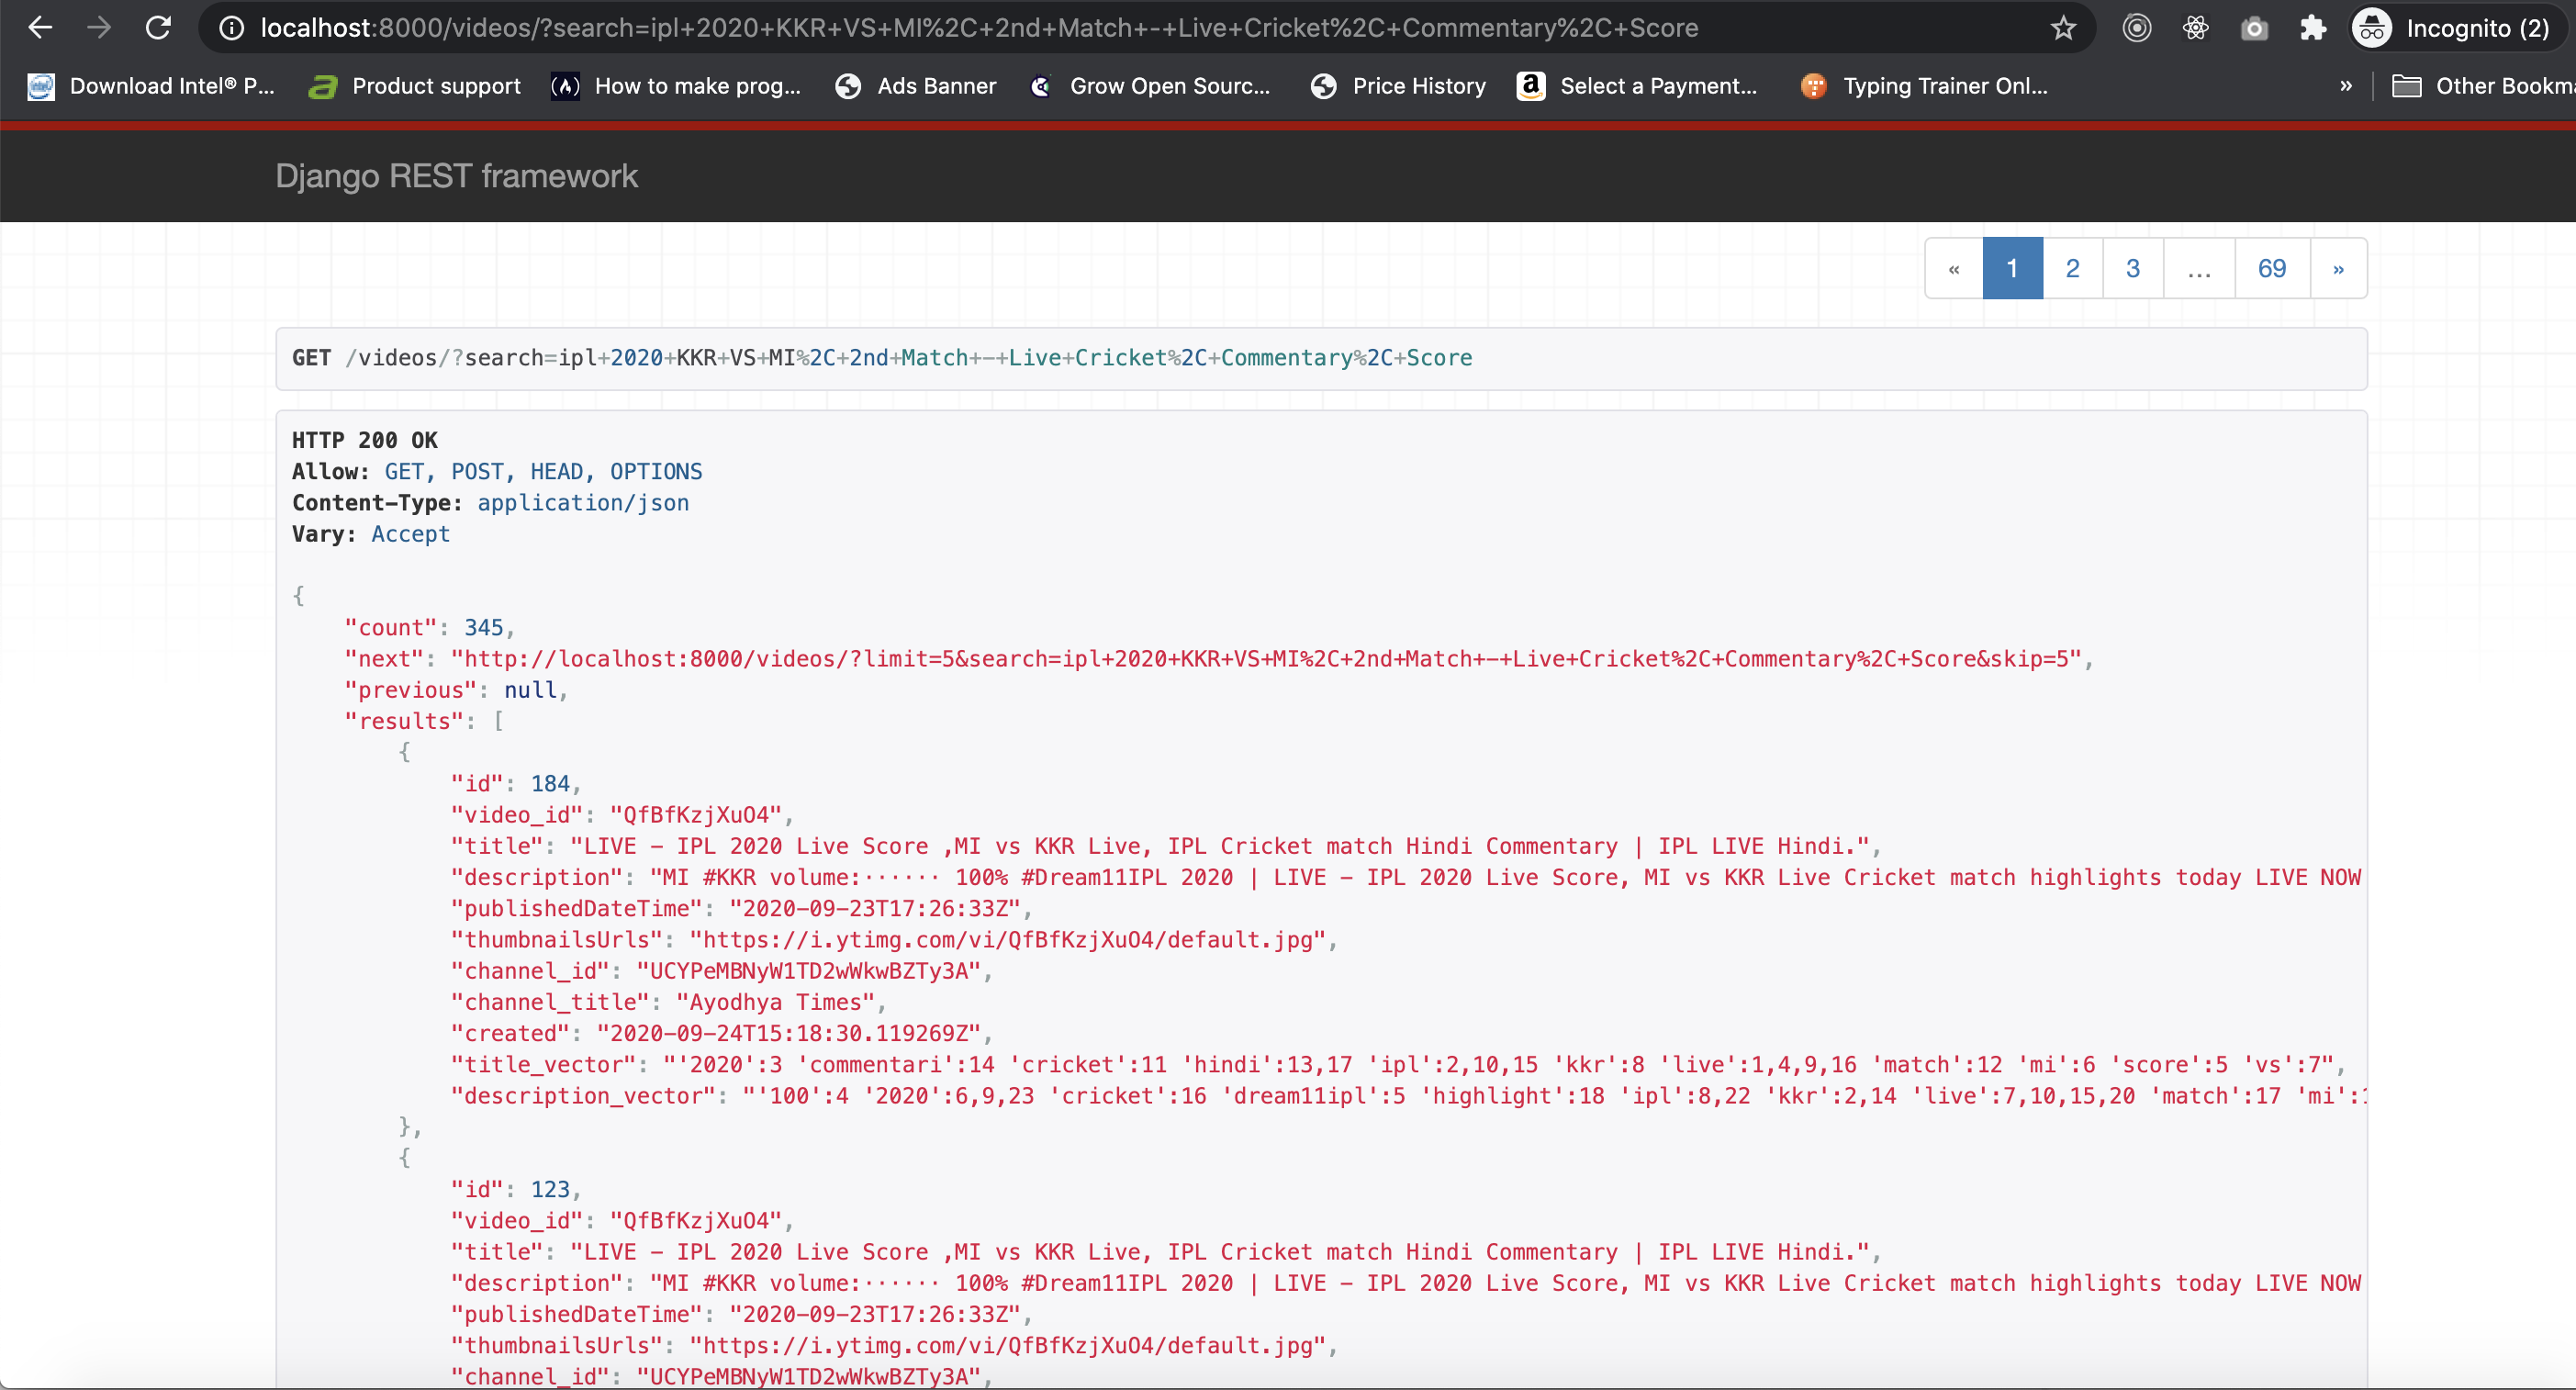 localhost:8000/videos/?search=ipl+2020+KKR+VS+MI%2C+2nd+Match+-+Live+Cricket%2C+Commentary%2C+Score
Incognito (2)
Download Intel® P...
Product support
How to make prog...
Ads Banner
Grow Open Sourc...
Price History
Select a Payment...
Typing Trainer Onl...
»
Other Bookma
Django REST framework
« 1 2 3 … 69 »
GET /videos/?search=ipl+2020+KKR+VS+MI%2C+2nd+Match+-+Live+Cricket%2C+Commentary%2C+Score
HTTP 200 OK
Allow: GET, POST, HEAD, OPTIONS
Content-Type: application/json
Vary: Accept
{
"count": 345,
"next": "http://localhost:8000/videos/?limit=5&search=ipl+2020+KKR+VS+MI%2C+2nd+Match+-+Live+Cricket%2C+Commentary%2C+Score&skip=5",
"previous": null,
"results": [
{
"id": 184,
"video_id": "QfBfKzjXuO4",
"title": "LIVE - IPL 2020 Live Score ,MI vs KKR Live, IPL Cricket match Hindi Commentary | IPL LIVE Hindi.",
"description": "MI #KKR volume:······ 100% #Dream11IPL 2020 | LIVE - IPL 2020 Live Score, MI vs KKR Live Cricket match highlights today LIVE NOW
"publishedDateTime": "2020-09-23T17:26:33Z",
"thumbnailsUrls": "https://i.ytimg.com/vi/QfBfKzjXuO4/default.jpg",
"channel_id": "UCYPeMBNyW1TD2wWkwBZTy3A",
"channel_title": "Ayodhya Times",
"created": "2020-09-24T15:18:30.119269Z",
"title_vector": "'2020':3 'commentari':14 'cricket':11 'hindi':13,17 'ipl':2,10,15 'kkr':8 'live':1,4,9,16 'match':12 'mi':6 'score':5 'vs':7",
"description_vector": "'100':4 '2020':6,9,23 'cricket':16 'dream11ipl':5 'highlight':18 'ipl':8,22 'kkr':2,14 'live':7,10,15,20 'match':17 'mi':1
},
{
"id": 123,
"video_id": "QfBfKzjXuO4",
"title": "LIVE - IPL 2020 Live Score ,MI vs KKR Live, IPL Cricket match Hindi Commentary | IPL LIVE Hindi.",
"description": "MI #KKR volume:······ 100% #Dream11IPL 2020 | LIVE - IPL 2020 Live Score, MI vs KKR Live Cricket match highlights today LIVE NOW
"publishedDateTime": "2020-09-23T17:26:33Z",
"thumbnailsUrls": "https://i.ytimg.com/vi/QfBfKzjXuO4/default.jpg",
"channel_id": "UCYPeMBNyW1TD2wWkwBZTy3A",